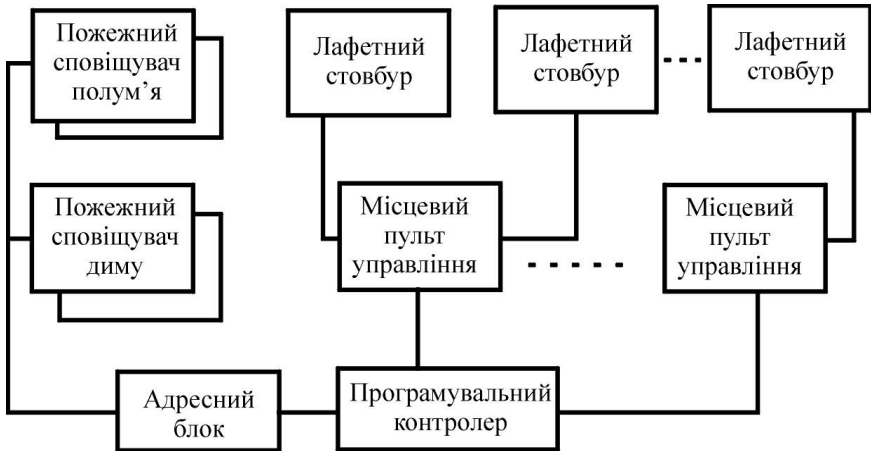 Пожежний
сповіщувач
полум’я
Лафетний
стовбур
Лафетний
стовбур
Лафетний
стовбур
Пожежний
сповіщувач
диму
Місцевий
пульт
управління
Місцевий
пульт
управління
Адресний
блок
Програмувальний
контролер